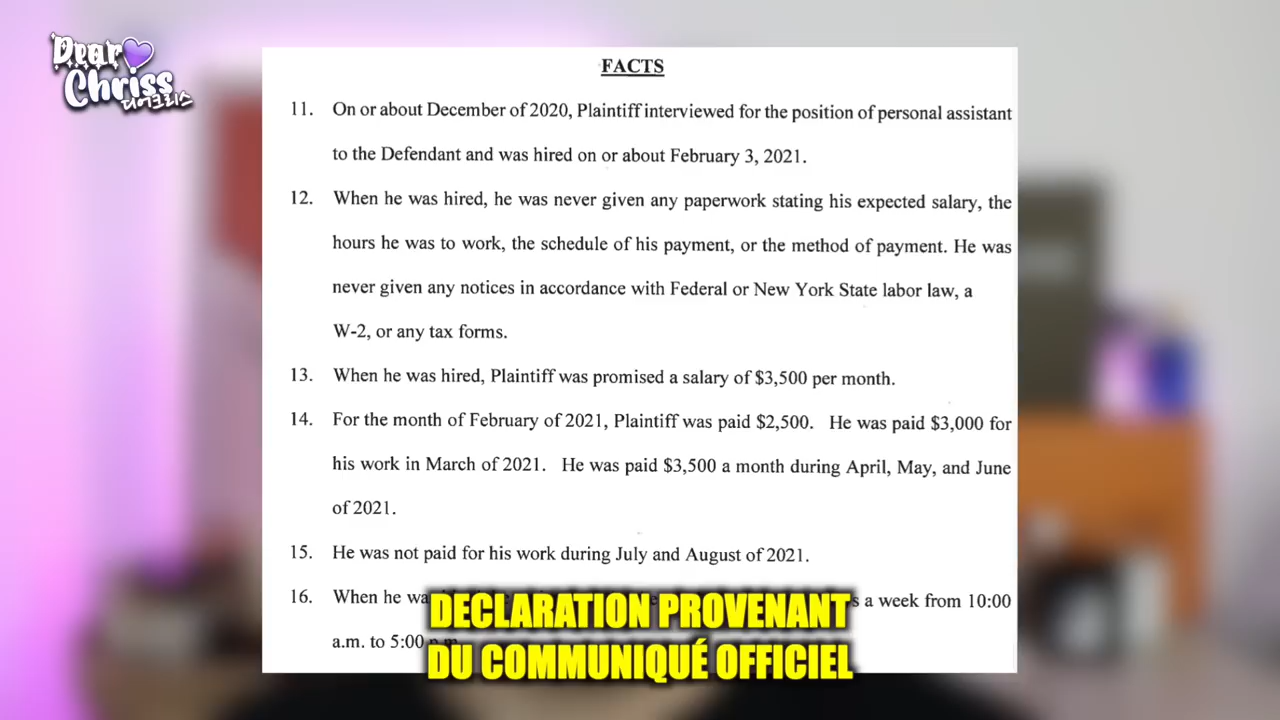 Dear
Chriss
디어크리스
FACTS
11. On or about December of 2020, Plaintiff interviewed for the position of personal assistant
to the Defendant and was hired on or about February 3, 2021.
12. When he was hired, he was never given any paperwork stating his expected salary, the
hours he was to work, the schedule of his payment, or the method of payment. He was
never given any notices in accordance with Federal or New York State labor law, a
W-2, or any tax forms.
13. When he was hired, Plaintiff was promised a salary of $3,500 per month.
14. For the month of February of 2021, Plaintiff was paid $2,500. He was paid $3,000 for
his work in March of 2021. He was paid $3,500 a month during April, May, and June
of 2021.
15. He was not paid for his work during July and August of 2021.
16. When he a week from 10:00
a.m. to 5:00
DECLARATION PROVENANT
DU COMMUNIQUÉ OFFICIEL